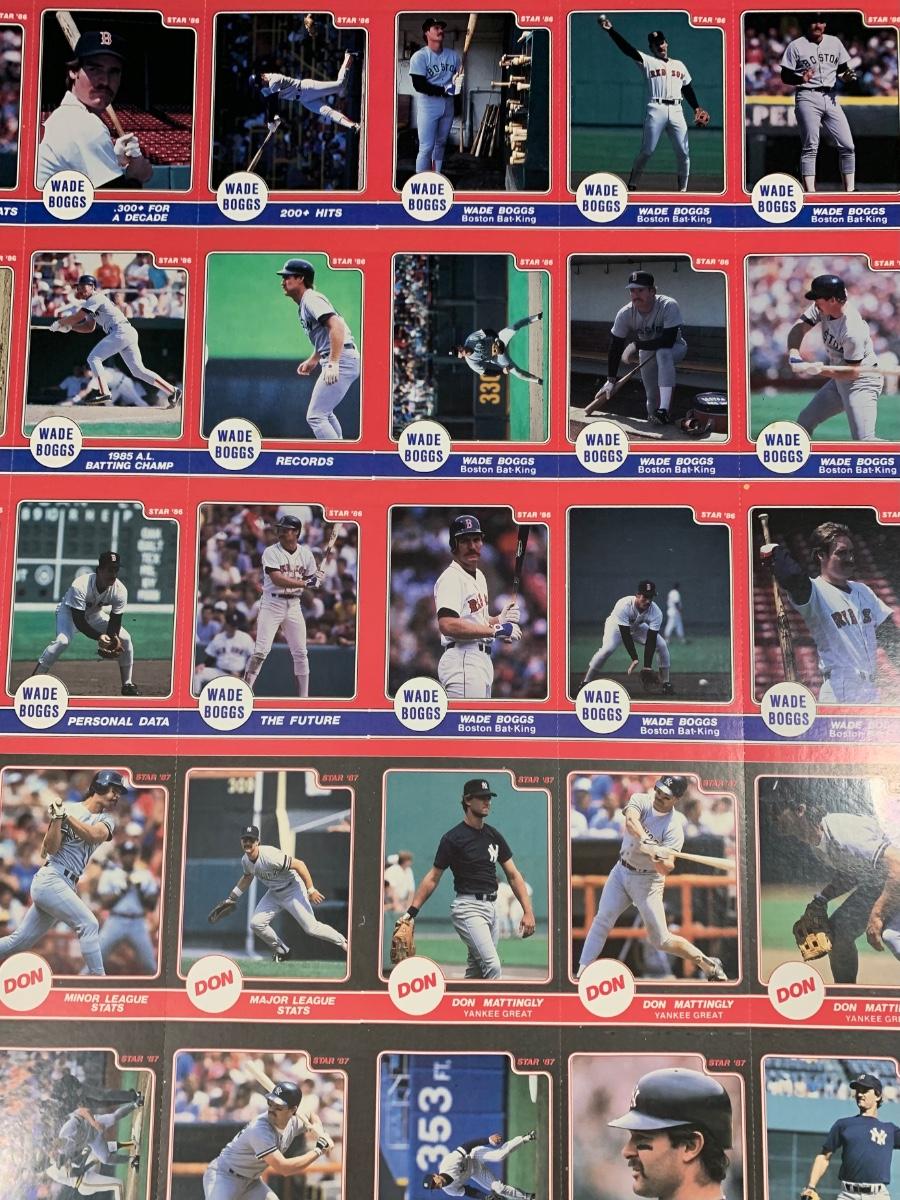 STAR '86 STAR '86 STAR '86 STAR '86
BOSTON RED SOX BOSTON
WADE BOGGS WADE BOGGS WADE BOGGS WADE BOGGS WADE BOGGS
.300+ FOR A DECADE
200+ HITS
WADE BOGGS
Boston Bat-King
WADE BOGGS
Boston Bat-King
WADE BOGGS
Boston Bat-King
STAR '86 STAR '86 STAR '86 STAR '86
330
WADE BOGGS WADE BOGGS WADE BOGGS WADE BOGGS WADE BOGGS
1985 A.L.
BATTING CHAMP
RECORDS
WADE BOGGS
Boston Bat-King
WADE BOGGS
Boston Bat-King
WADE BOGGS
Boston Bat-King
STAR '86 STAR '86 STAR '86 STAR '86
WADE BOGGS WADE BOGGS WADE BOGGS WADE BOGGS WADE BOGGS
PERSONAL DATA
THE FUTURE
WADE BOGGS
Boston Bat-King
WADE BOGGS
Boston Bat-King
STAR '87 STAR '87 STAR '87 STAR '87
DON DON DON DON DON
MINOR LEAGUE
STATS
MAJOR LEAGUE
STATS
DON MATTINGLY
YANKEE GREAT
DON MATTINGLY
YANKEE GREAT
STAR '87 STAR '87 STAR '87 STAR '87
353 FT.